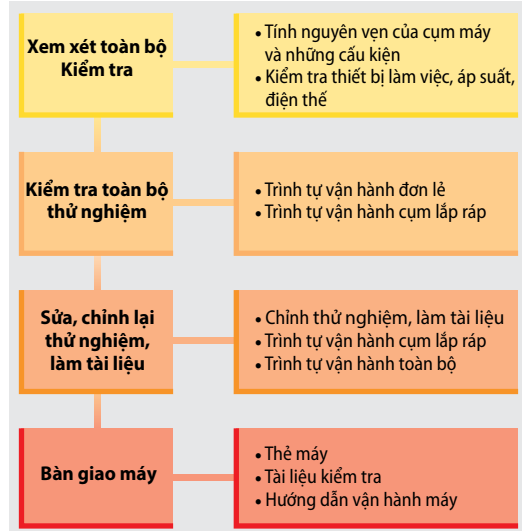 Xem xét toàn bộ
Kiểm tra
• Tính nguyên vẹn của cụm máy
và những cấu kiện
• Kiểm tra thiết bị làm việc, áp suất,
điện thế
Kiểm tra toàn bộ
thử nghiệm
• Trình tự vận hành đơn lẻ
• Trình tự vận hành cụm lắp ráp
Sửa, chỉnh lại
thử nghiệm,
làm tài liệu
• Chỉnh thử nghiệm, làm tài liệu
• Trình tự vận hành cụm lắp ráp
• Trình tự vận hành toàn bộ
Bàn giao máy
• Thẻ máy
• Tài liệu kiểm tra
• Hướng dẫn vận hành máy